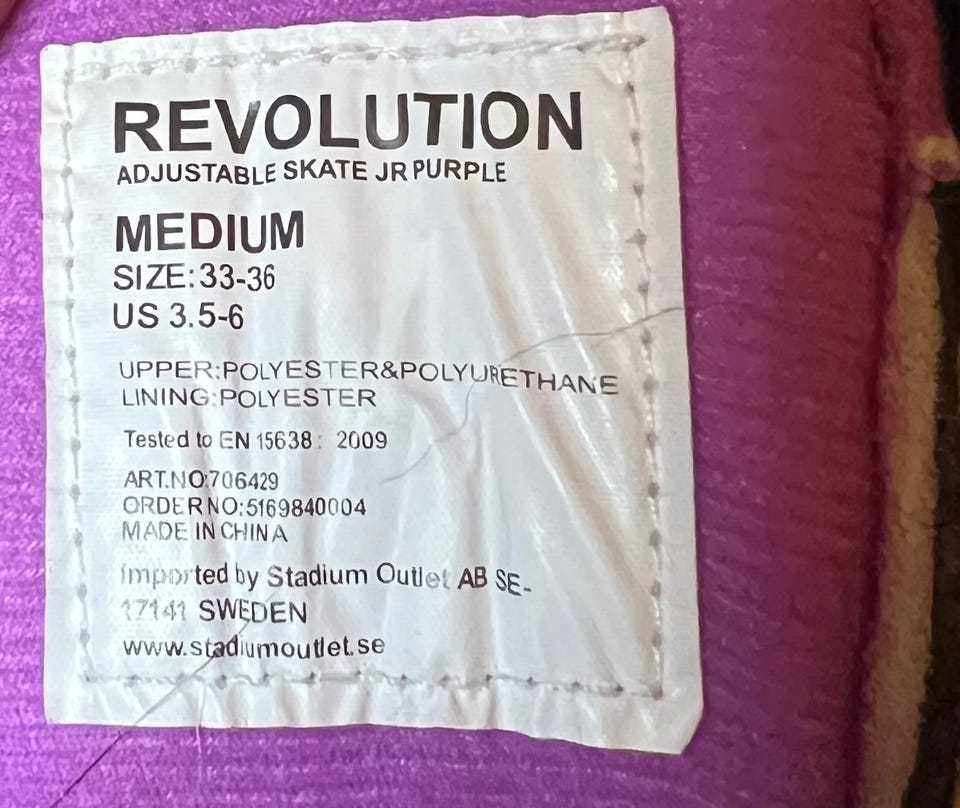 REVOLUTION
ADJUSTABLE SKATE JR PURPLE
MEDIUM
SIZE: 33-36
US 3.5-6
UPPER:POLYESTER&POLYURETHANE
LINING:POLYESTER
Tested to EN 15638: 2009
ART.NO:706429
ORDER NO:5169840004
MADE IN CHINA
Imported by Stadium Outlet AB SE-
17141 SWEDEN
www.stadiumoutlet.se